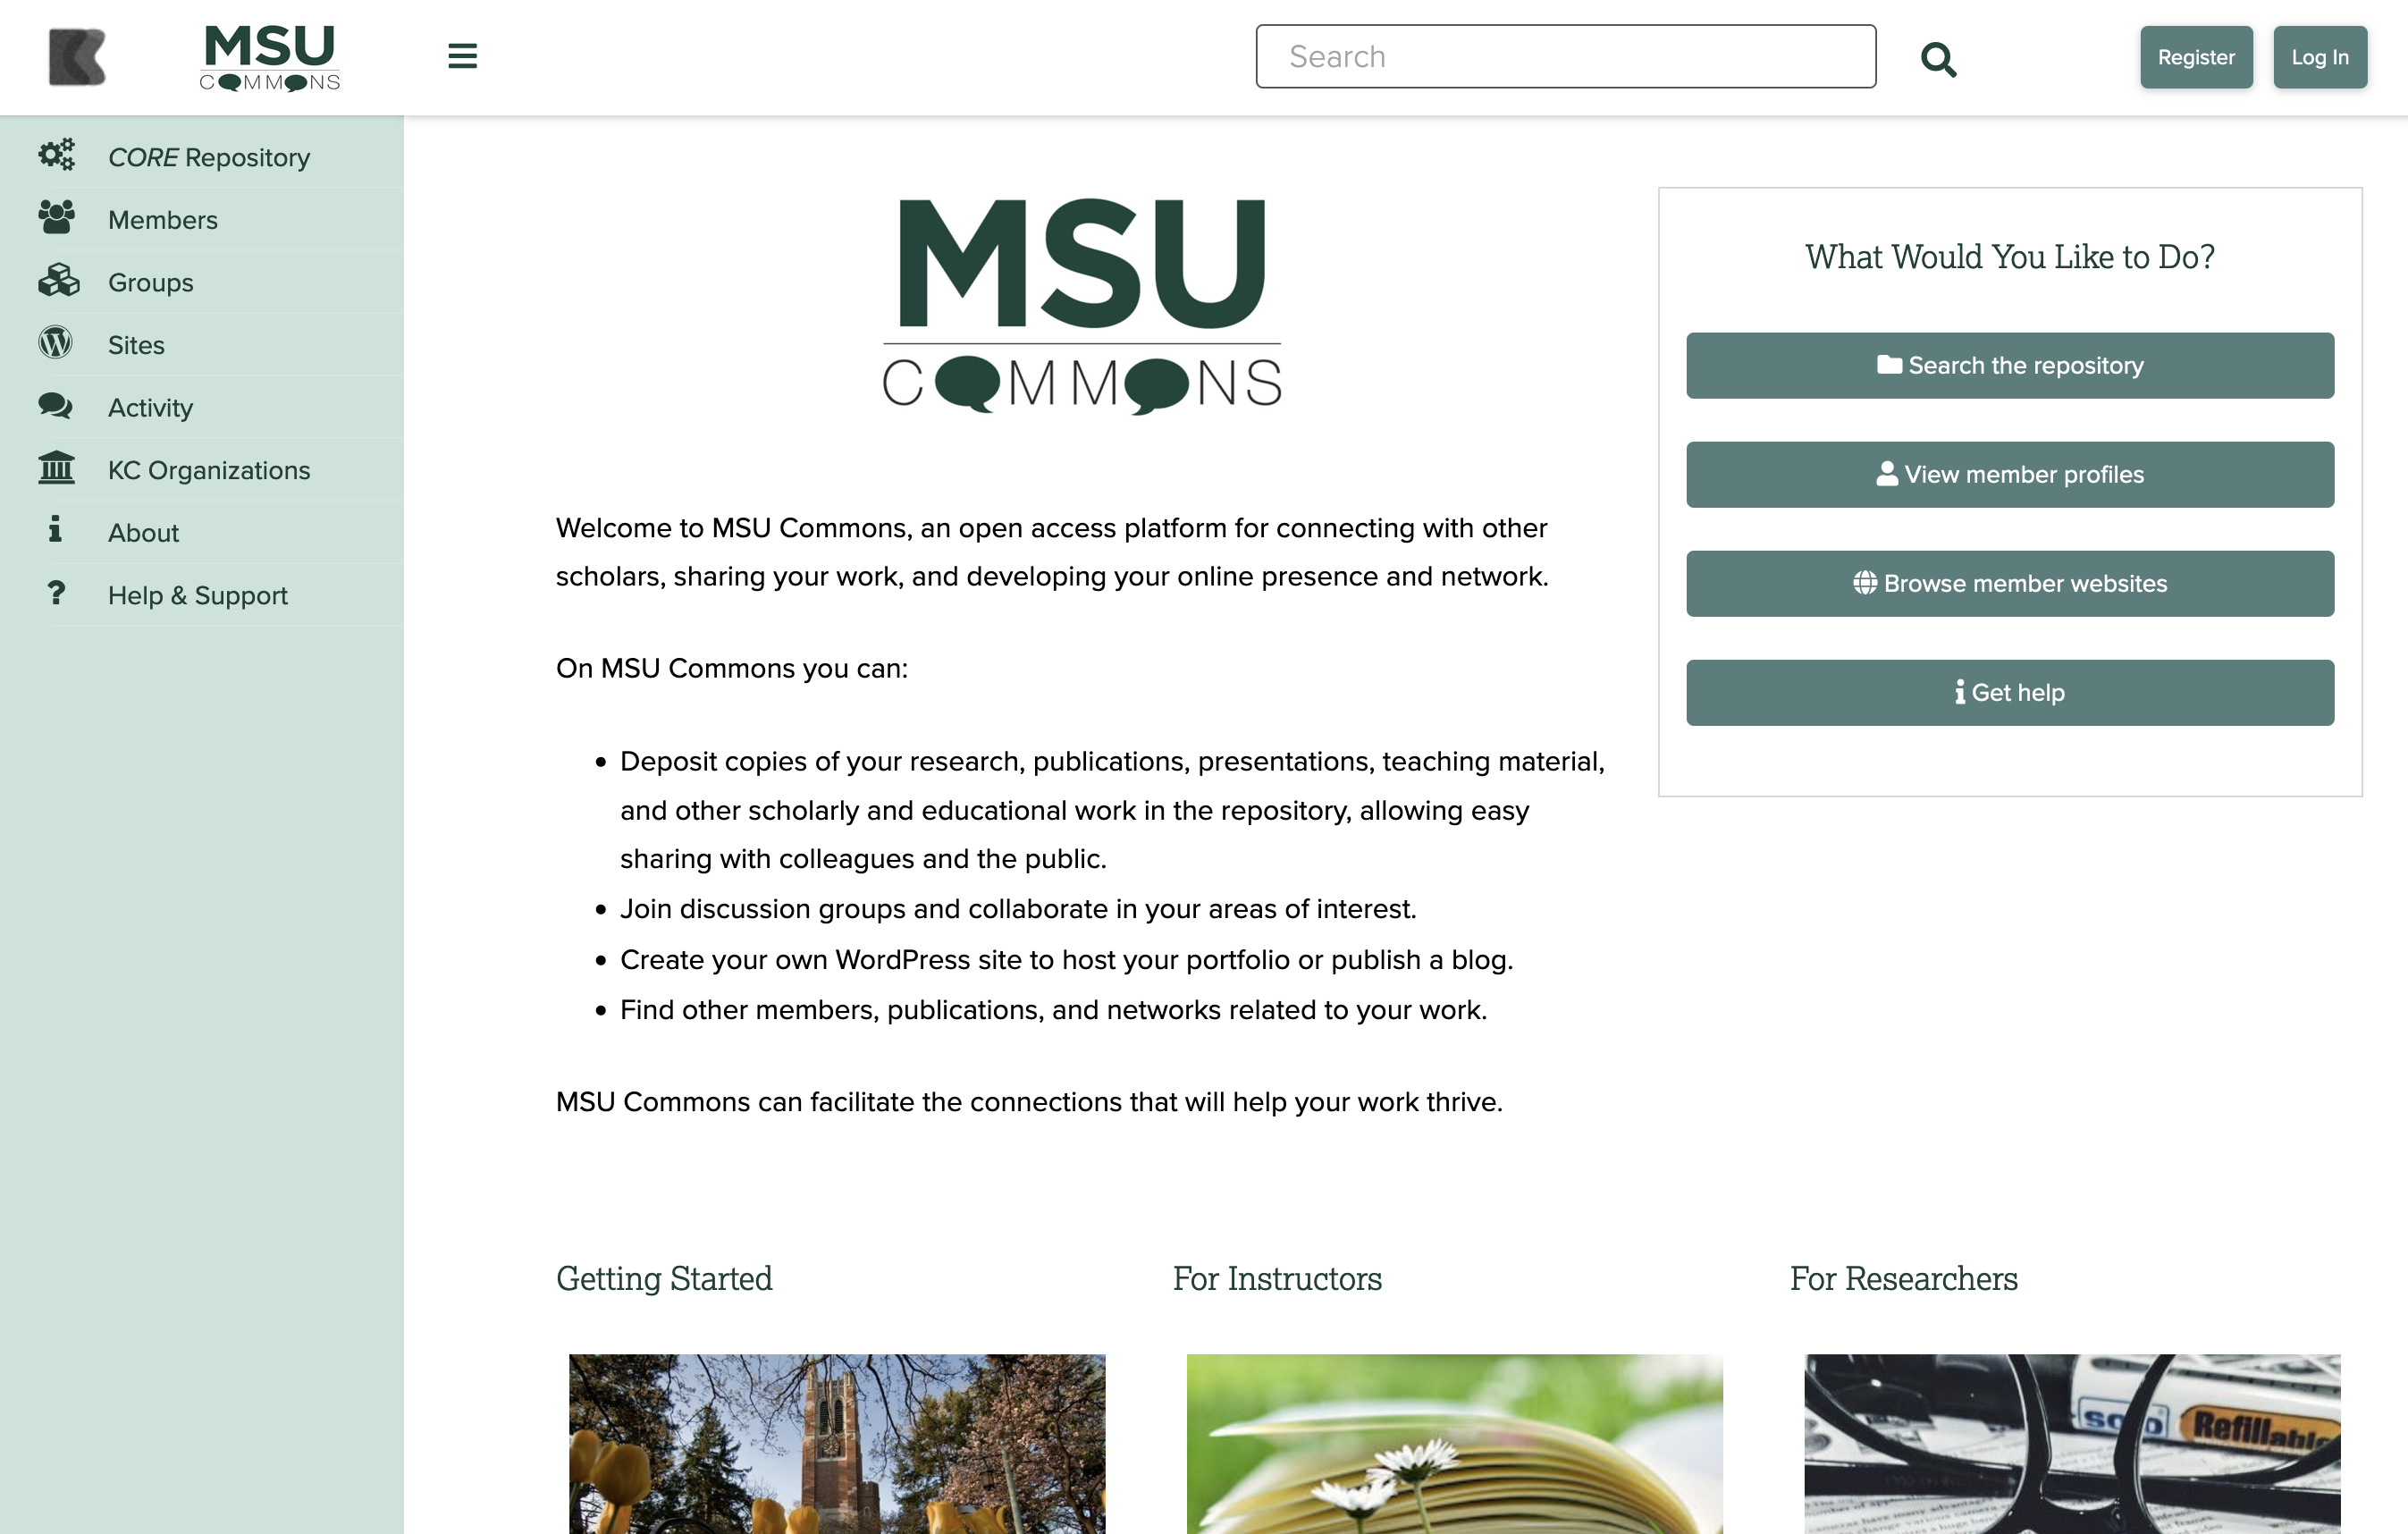 MSU
COMMONS
Search
Register
Log In
CORE Repository
Members
Groups
Sites
Activity
KC Organizations
About
Help & Support
MSU
COMMONS
Welcome to MSU Commons, an open access platform for connecting with other
scholars, sharing your work, and developing your online presence and network.
On MSU Commons you can:
Deposit copies of your research, publications, presentations, teaching material,
and other scholarly and educational work in the repository, allowing easy
sharing with colleagues and the public.
Join discussion groups and collaborate in your areas of interest.
Create your own WordPress site to host your portfolio or publish a blog.
Find other members, publications, and networks related to your work.
MSU Commons can facilitate the connections that will help your work thrive.
What Would You Like to Do?
Search the repository
View member profiles
Browse member websites
Get help
Getting Started
For Instructors
For Researchers
Refillable